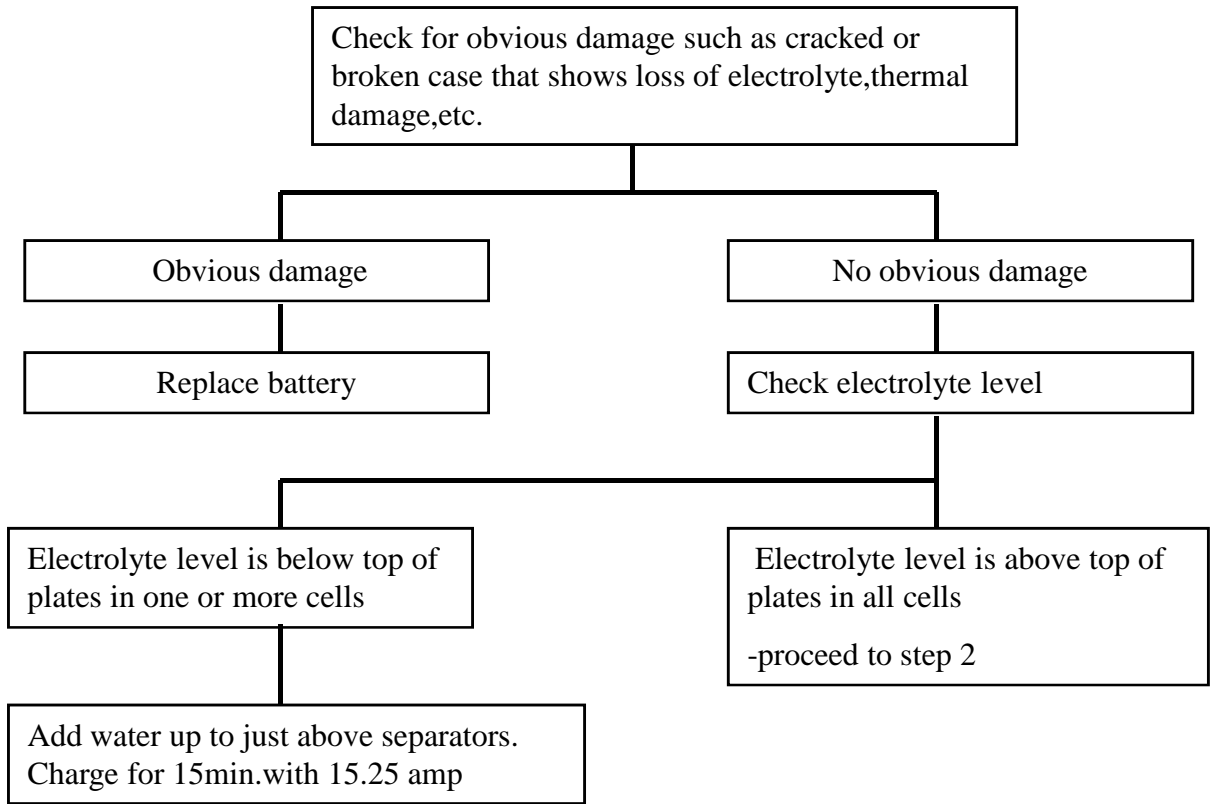 Check for obvious damage such as cracked or
broken case that shows loss of electrolyte,thermal
damage,etc.
Obvious damage
No obvious damage
Replace battery
Check electrolyte level
Electrolyte level is below top of
plates in one or more cells
Electrolyte level is above top of
plates in all cells
-proceed to step 2
Add water up to just above separators.
Charge for 15min.with 15.25 amp